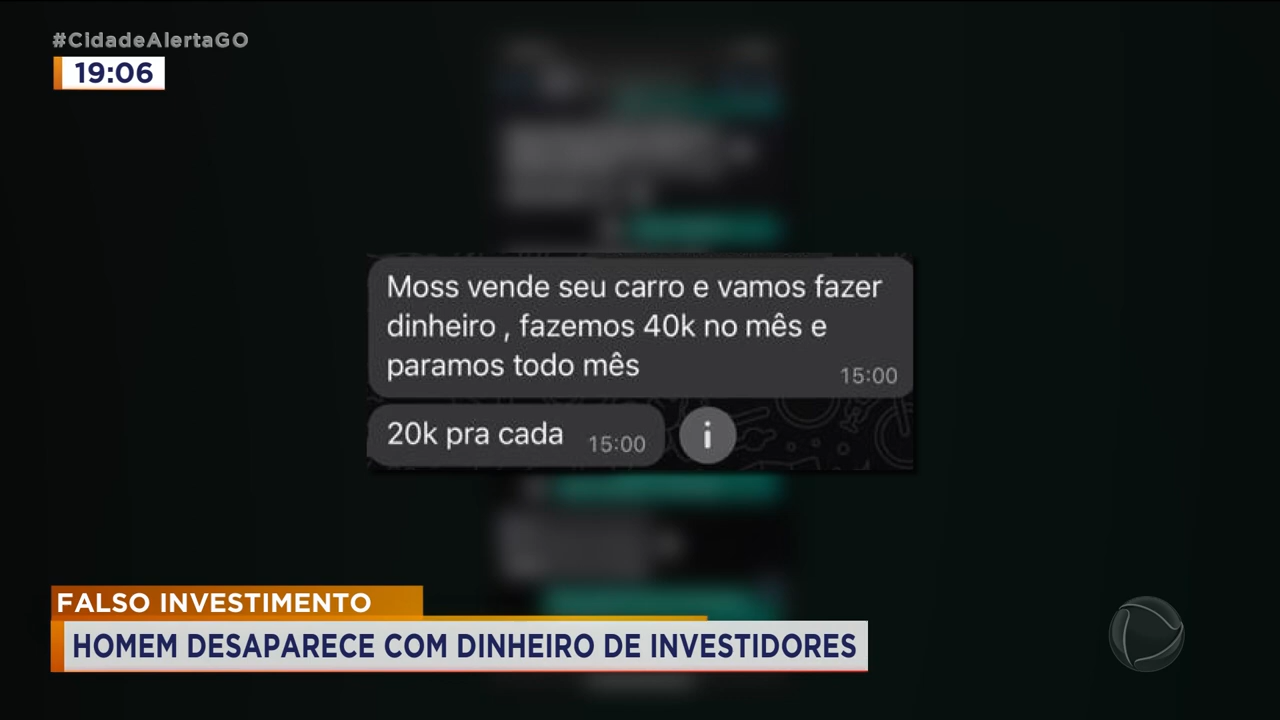 #CidadeAlertaGO
19:06
Moss vende seu carro e vamos fazer
dinheiro , fazemos 40k no mês e
paramos todo mês
15:00
20k pra cada
15:00
i
FALSO INVESTIMENTO
HOMEM DESAPARECE COM DINHEIRO DE INVESTIDORES